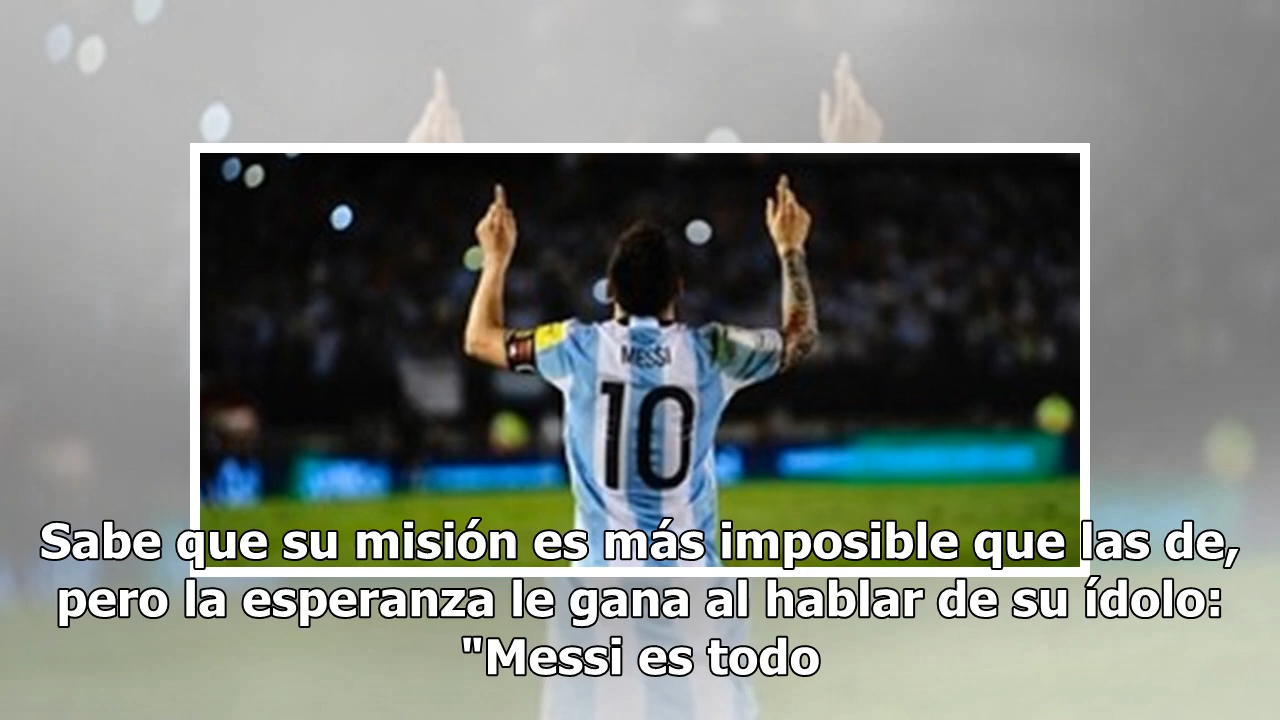 MESSI
10
Sabe que su misión es más imposible que las de,
pero la esperanza le gana al hablar de su ídolo:
"Messi es todo